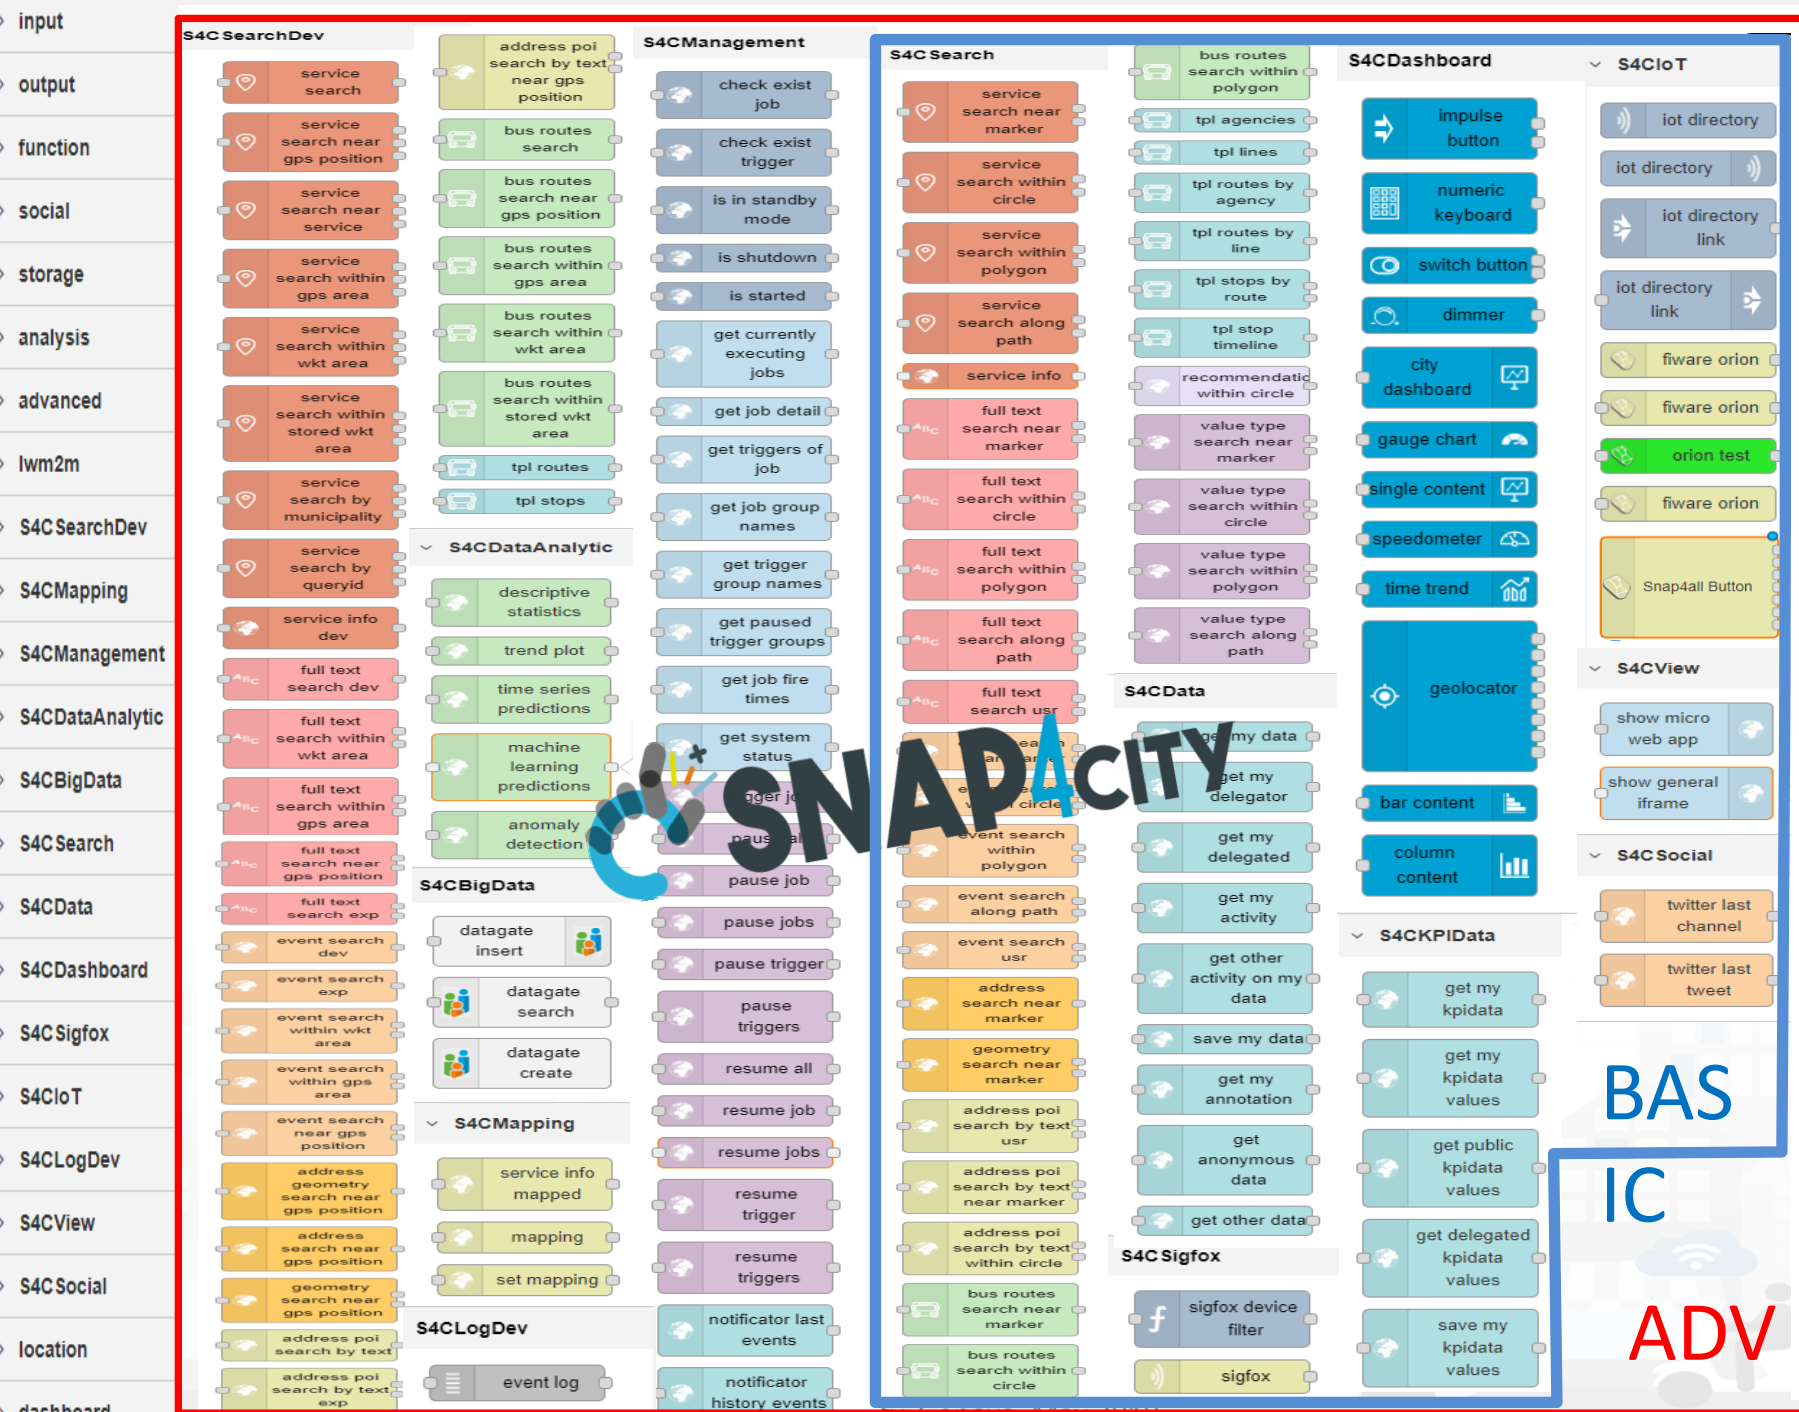 input
output
function
social
storage
analysis
advanced
lwm2m
S4CSearchDev
S4CMapping
S4CManagement
S4CDataAnalytic
S4CBigData
S4CSearch
S4CData
S4CDashboard
S4CSigfox
S4CIoT
S4CLogDev
S4CView
S4CSocial
location
dashboard
S4CSearchDev
service
search
service
search near
gps position
service
search near
service
service
search within
gps area
service
search within
wkt area
service
search within
stored wkt
area
service
search by
municipality
service
search by
queryid
service info
dev
full text
search dev
full text
search within
wkt area
full text
search within
gps area
full text
search near
gps position
full text
search exp
event search
dev
event search
exp
event search
within wkt
area
event search
within gps
area
event search
near gps
position
address
geometry
search near
gps position
address
search near
gps position
geometry
search near
gps position
address poi
search by text
address poi
search by text
exp
address poi
search by text
near gps
position
bus routes
search
bus routes
search near
gps position
bus routes
search within
gps area
bus routes
search within
wkt area
bus routes
search within
stored wkt
area
tpl routes
tpl stops
S4CDataAnalytic
descriptive
statistics
trend plot
time series
predictions
machine
learning
predictions
anomaly
detection
S4CBigData
datagate
insert
datagate
search
datagate
create
S4CMapping
service info
mapped
mapping
set mapping
S4CLogDev
event log
S4CManagement
check exist
job
check exist
trigger
is in standby
mode
is shutdown
is started
get currently
executing
jobs
get job detail
get triggers of
job
get job group
names
get trigger
group names
get paused
trigger groups
get job fire
times
get system
status
pause job
pause jobs
pause trigger
pause
triggers
resume all
resume job
resume jobs
resume
trigger
resume
triggers
notificator last
events
notificator
history events
SNAP4CITY
S4CSearch
service
search near
marker
service
search within
circle
service
search within
polygon
service
search along
path
service info
full text
search near
marker
full text
search within
circle
full text
search within
polygon
full text
search along
path
full text
search usr
within circle
event search
within
polygon
event search
along path
event search
usr
address
search near
marker
geometry
search near
marker
address poi
search by text
usr
address poi
search by text
near marker
address poi
search by text
within circle
bus routes
search near
marker
bus routes
search within
circle
bus routes
search within
polygon
tpl agencies
tpl lines
tpl routes by
agency
tpl routes by
line
tpl stops by
route
tpl stop
timeline
recommendatic
within circle
value type
search near
marker
value type
search within
circle
value type
search within
polygon
value type
search along
path
S4CData
get my data
get my
delegator
get my
delegated
get my
activity
get other
activity on my
data
save my data
get my
annotation
get
anonymous
data
get other data
S4CSigfox
sigfox device
filter
sigfox
S4CDashboard
impulse
button
numeric
keyboard
switch button
dimmer
city
dashboard
gauge chart
single content
speedometer
time trend
geolocator
bar content
column
content
S4CKPIData
get my
kpidata
get my
kpidata
values
get public
kpidata
values
get delegated
kpidata
values
save my
kpidata
values
S4CIoT
iot directory
iot directory
iot directory
link
iot directory
link
fiware orion
fiware orion
orion test
fiware orion
Snap4all Button
S4CView
show micro
web app
show general
iframe
S4CSocial
twitter last
channel
twitter last
tweet
BAS
IC
ADV